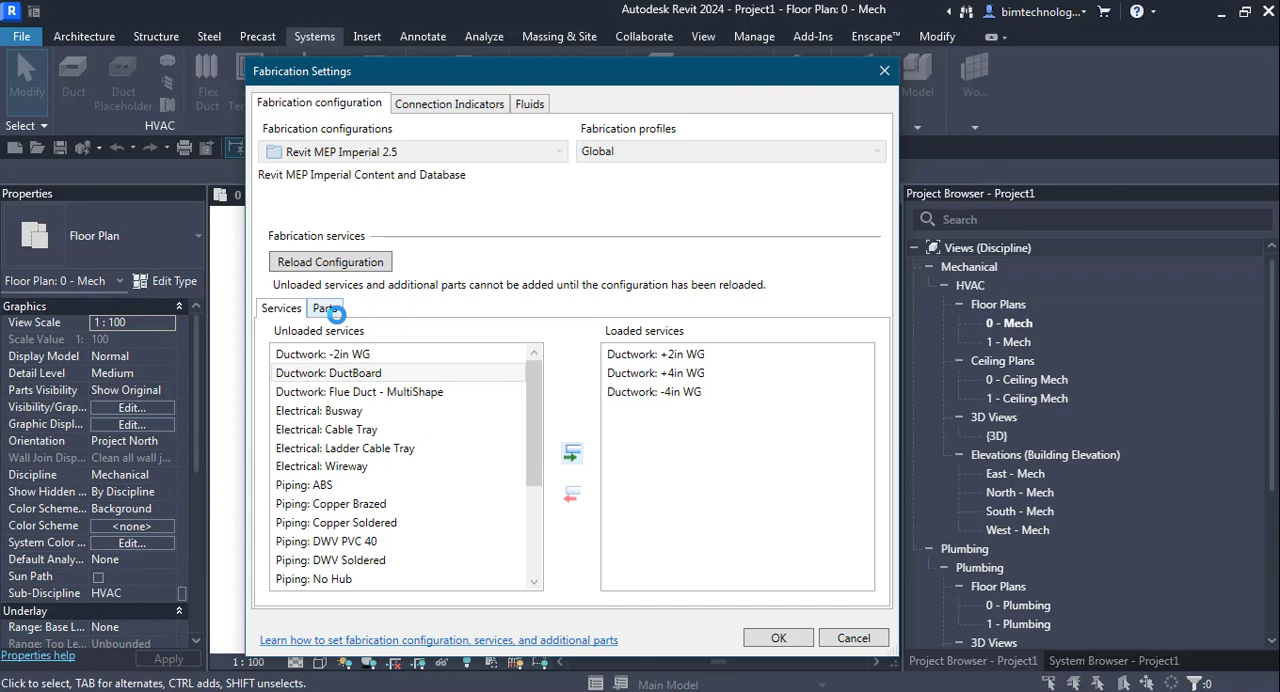 Autodesk Revit 2024 - Project1 - Floor Plan: 0 - Mech
bimtechnolog...
File Architecture Structure Steel Precast Systems Insert Annotate Analyze Massing & Site Collaborate View Manage Add-Ins Enscape™ Modify
Modify
Duct
Duct Placeholder
Flex Duct
Model
Wo...
Select
HVAC
Fabrication Settings
Fabrication configuration
Connection Indicators
Fluids
Fabrication configurations
Fabrication profiles
Revit MEP Imperial 2.5
Global
Revit MEP Imperial Content and Database
Fabrication services
Reload Configuration
Unloaded services and additional parts cannot be added until the configuration has been reloaded.
Services
Parts
Unloaded services
Ductwork: -2in WG
Ductwork: DuctBoard
Ductwork: Flue Duct - MultiShape
Electrical: Busway
Electrical: Cable Tray
Electrical: Ladder Cable Tray
Electrical: Wireway
Piping: ABS
Piping: Copper Brazed
Piping: Copper Soldered
Piping: DWV PVC 40
Piping: DWV Soldered
Piping: No Hub
Loaded services
Ductwork: +2in WG
Ductwork: +4in WG
Ductwork: -4in WG
Learn how to set fabrication configuration, services, and additional parts
OK
Cancel
Properties
Floor Plan
Floor Plan: 0 - Mech
Edit Type
Graphics
View Scale 1 : 100
Scale Value 1: 100
Display Model Normal
Detail Level Medium
Parts Visibility Show Original
Visibility/Grap... Edit...
Graphic Displ... Edit...
Orientation Project North
Wall Join Disp... Clean all wall j...
Discipline Mechanical
Show Hidden ... By Discipline
Color Scheme... Background
Color Scheme <none>
System Color ... Edit...
Default Analy... None
Sun Path
Sub-Discipline HVAC
Underlay
Range: Base L... None
Range: Top Le... Unbounded
Properties help
Apply
0
Project Browser - Project1
Search
Views (Discipline)
Mechanical
HVAC
Floor Plans
0 - Mech
1 - Mech
Ceiling Plans
0 - Ceiling Mech
1 - Ceiling Mech
3D Views
{3D}
Elevations (Building Elevation)
East - Mech
North - Mech
South - Mech
West - Mech
Plumbing
Plumbing
Floor Plans
0 - Plumbing
1 - Plumbing
3D Views
Project Browser - Project1
System Browser - Project1
1 : 100
Click to select, TAB for alternates, CTRL adds, SHIFT unselects.
Main Model
:0